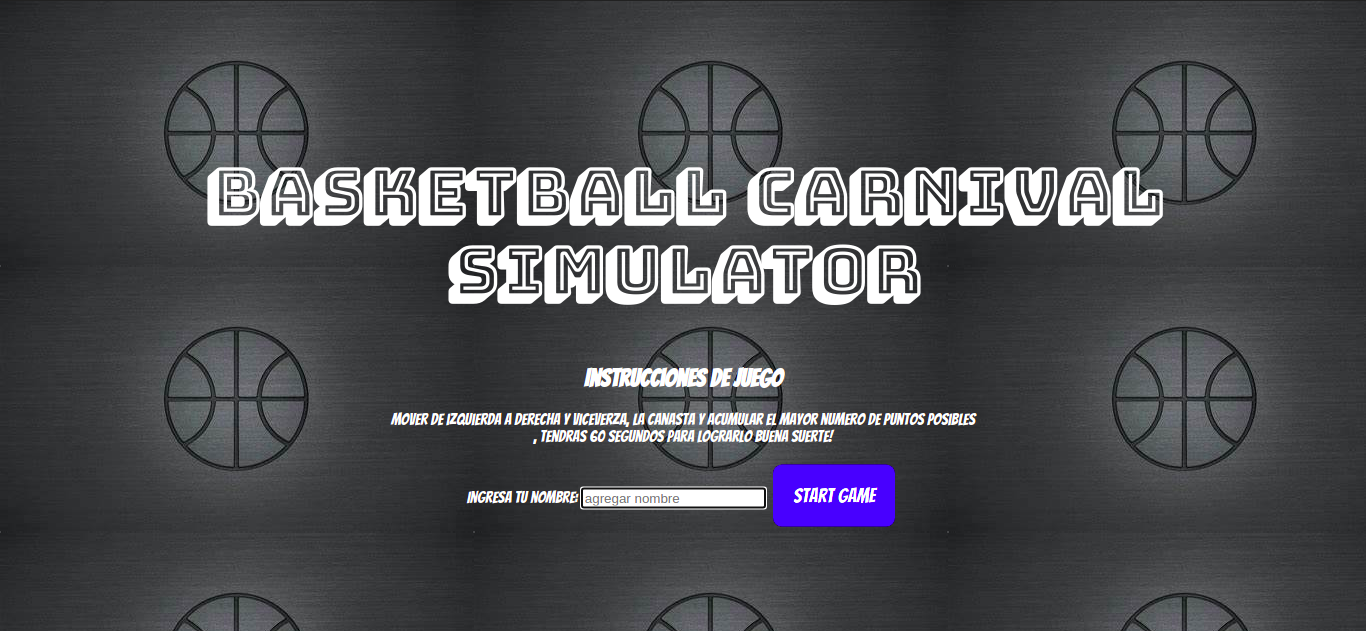 BASKETBALL CARNIVAL
SIMULATOR
INSTRUCCIONES DE JUEGO
MOVER DE IZQUIERDA A DERECHA Y VICEVERZA, LA CANASTA Y ACUMULAR EL MAYOR NUMERO DE PUNTOS POSIBLES
, TENDRAS 60 SEGUNDOS PARA LOGRARLO BUENA SUERTE!
INGRESA TU NOMBRE: agregar nombre START GAME